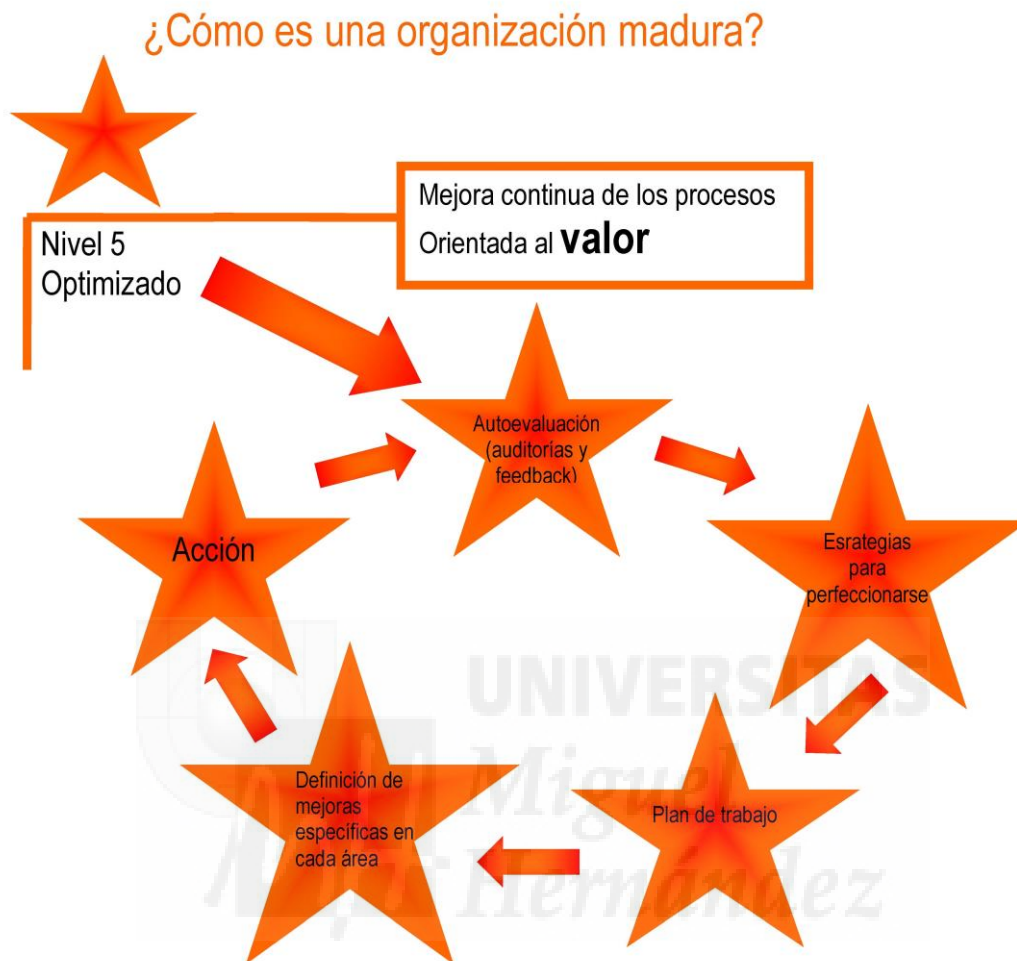 ¿Cómo es una organización madura?
Mejora continua de los procesos
Orientada al valor
Nivel 5
Optimizado
Autoevaluación
(auditorías y
feedback)
Esrategias
para
perfeccionarse
Plan de trabajo
Definición de
mejoras
específicas en
cada área
Acción
UNIVERSITAS
Miguel
Hernández